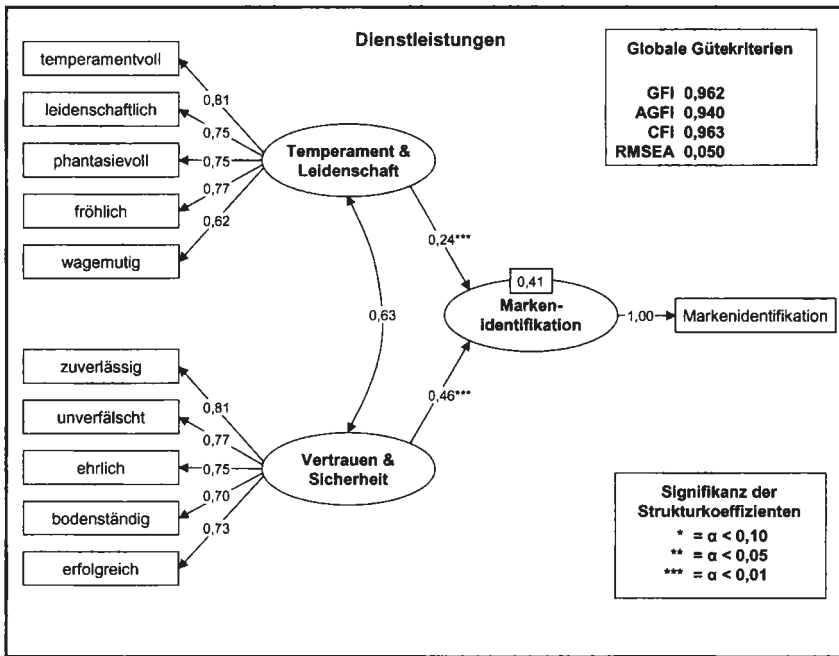 Dienstleistungen
Globale Gütekriterien
GFI 0,962
AGFI 0,940
CFI 0,963
RMSEA 0,050
temperamentvoll
leidenschaftlich
phantasievoll
fröhlich
wagemutig
0,81
0,75
0,75
0,77
0,62
Temperament &
Leidenschaft
0,24***
0,63
0,41
Marken-
identifikation
1,00
Markenidentifikation
0,46***
zuverlässig
unverfälscht
ehrlich
bodenständig
erfolgreich
0,81
0,77
0,75
0,70
0,73
Vertrauen &
Sicherheit
Signifikanz der
Strukturkoeffizienten
* = α < 0,10
** = α < 0,05
*** = α < 0,01